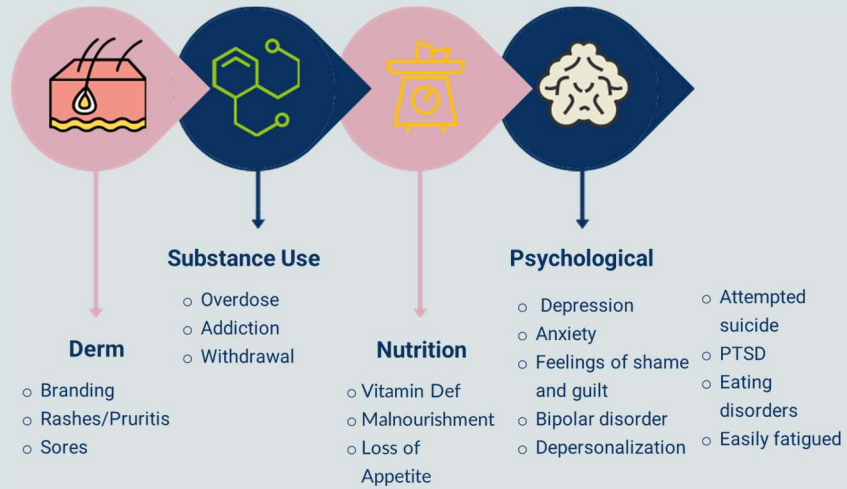 Derm
○ Branding
○ Rashes/Pruritis
○ Sores
Substance Use
○ Overdose
○ Addiction
○ Withdrawal
Nutrition
○ Vitamin Def
○ Malnourishment
○ Loss of
Appetite
Psychological
○ Depression
○ Anxiety
○ Feelings of shame
and guilt
○ Bipolar disorder
○ Depersonalization
○ Attempted
suicide
○ PTSD
○ Eating
disorders
○ Easily fatigued